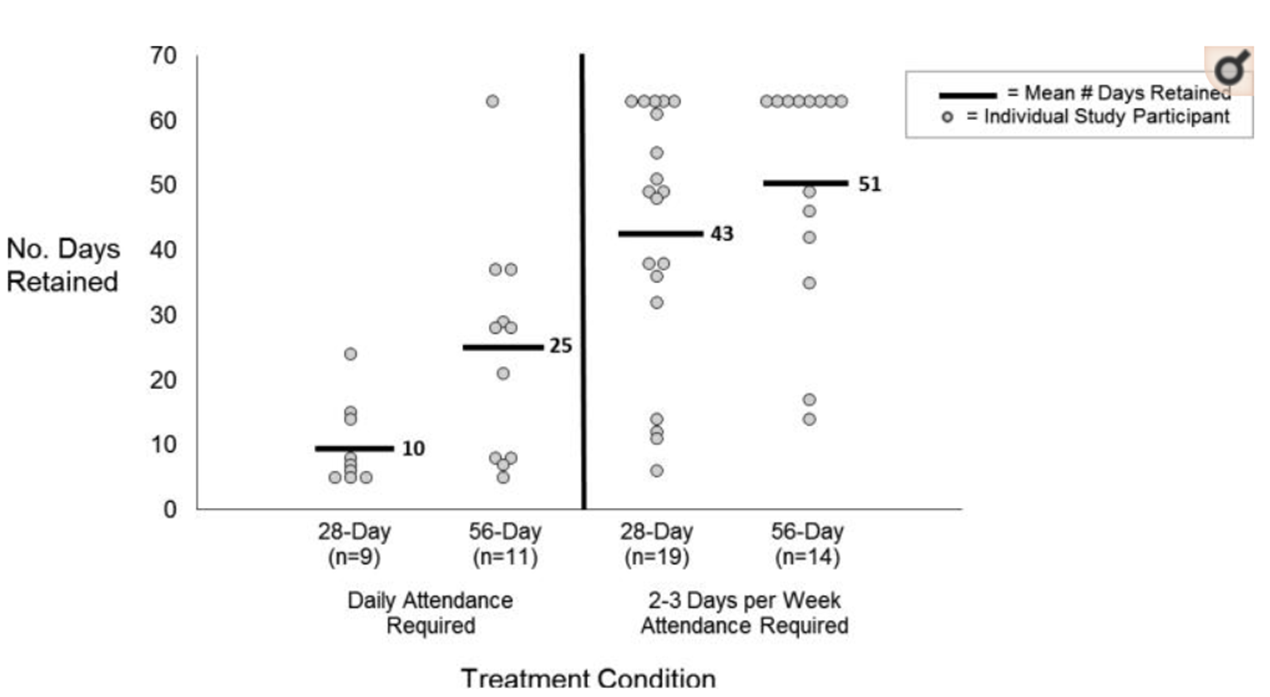 70
60
50
40
30
20
10
0
No. Days
Retained
10
25
43
51
= Mean # Days Retained
= Individual Study Participant
28-Day
(n=9)
56-Day
(n=11)
28-Day
(n=19)
56-Day
(n=14)
Daily Attendance
Required
2-3 Days per Week
Attendance Required
Treatment Condition